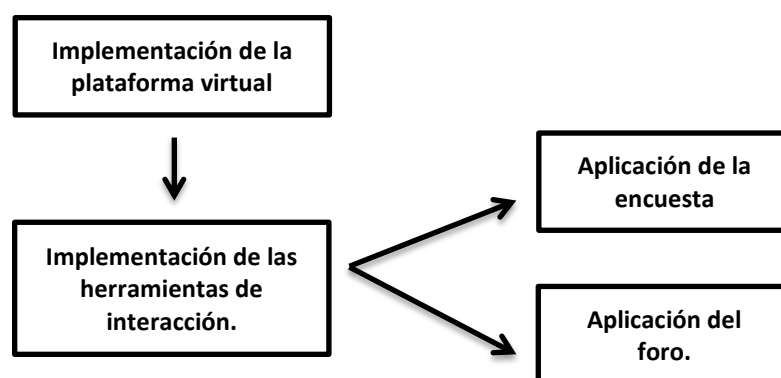 Implementación de la
plataforma virtual
Aplicación de la
encuesta
Implementación de las
herramientas de
interacción.
Aplicación del
foro.